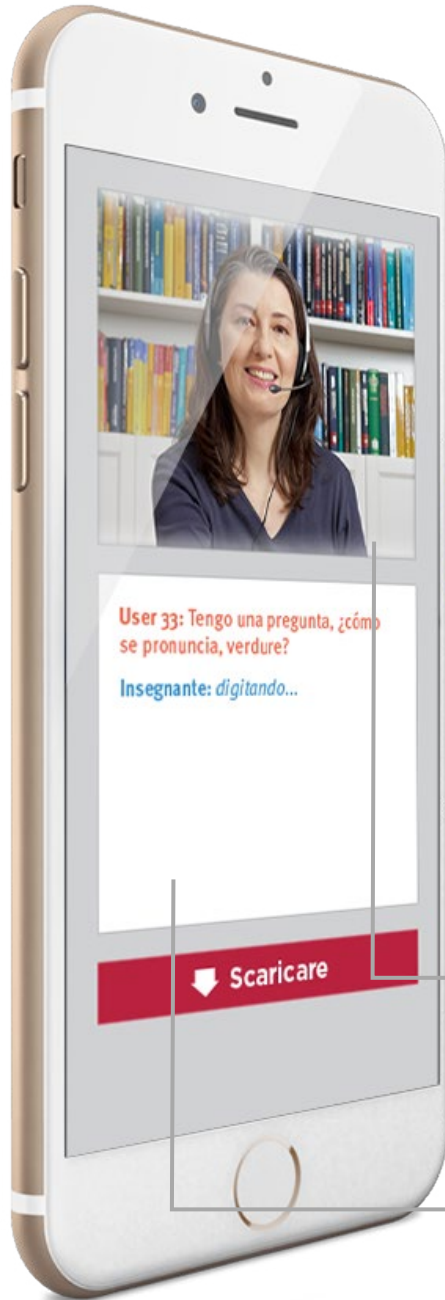 User 33: Tengo una pregunta, ¿cómo
se pronuncia, verdure?
Insegnante: digitando...
Scaricare